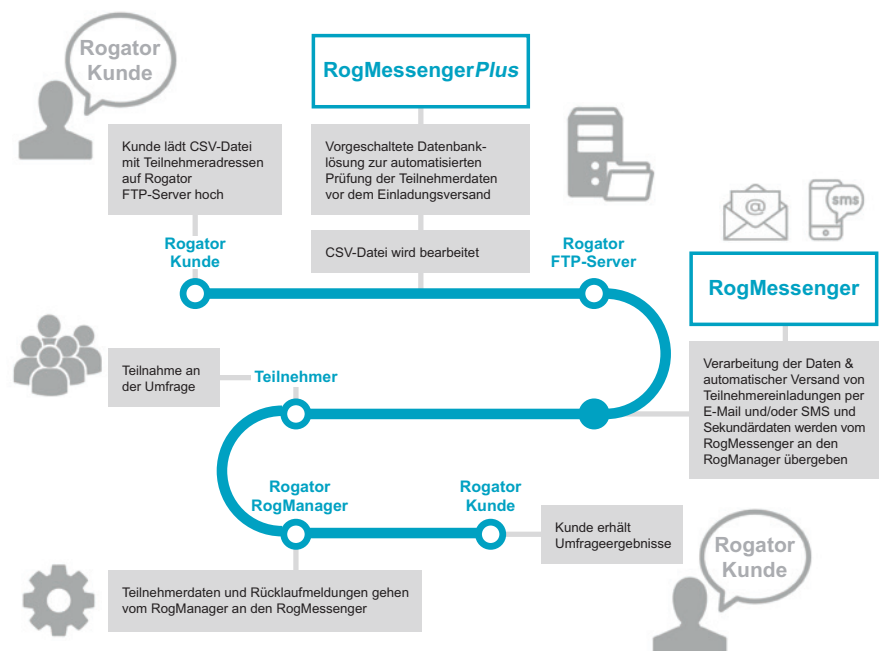 Rogator
Kunde
RogMessengerPlus
Kunde lädt CSV-Datei
mit Teilnehmeradressen
auf Rogator
FTP-Server hoch
Vorgeschaltete Datenbank-
lösung zur automatisierten
Prüfung der Teilnehmerdaten
vor dem Einladungsversand
CSV-Datei wird bearbeitet
Rogator
Kunde
Rogator
FTP-Server
@
sms
RogMessenger
Verarbeitung der Daten &
automatischer Versand von
Teilnehmereinladungen per
E-Mail und/oder SMS und
Sekundärdaten werden vom
RogMessenger an den
RogManager übergeben
Teilnahme an
der Umfrage
Teilnehmer
Rogator
RogManager
Rogator
Kunde
Kunde erhält
Umfrageergebnisse
Teilnehmerdaten und Rücklaufmeldungen gehen
vom RogManager an den RogMessenger
Rogator
Kunde